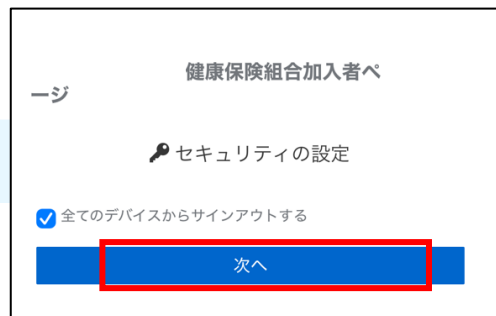 健康保険組合加入者ペ
ージ
セキュリティの設定
全てのデバイスからサインアウトする
次へ